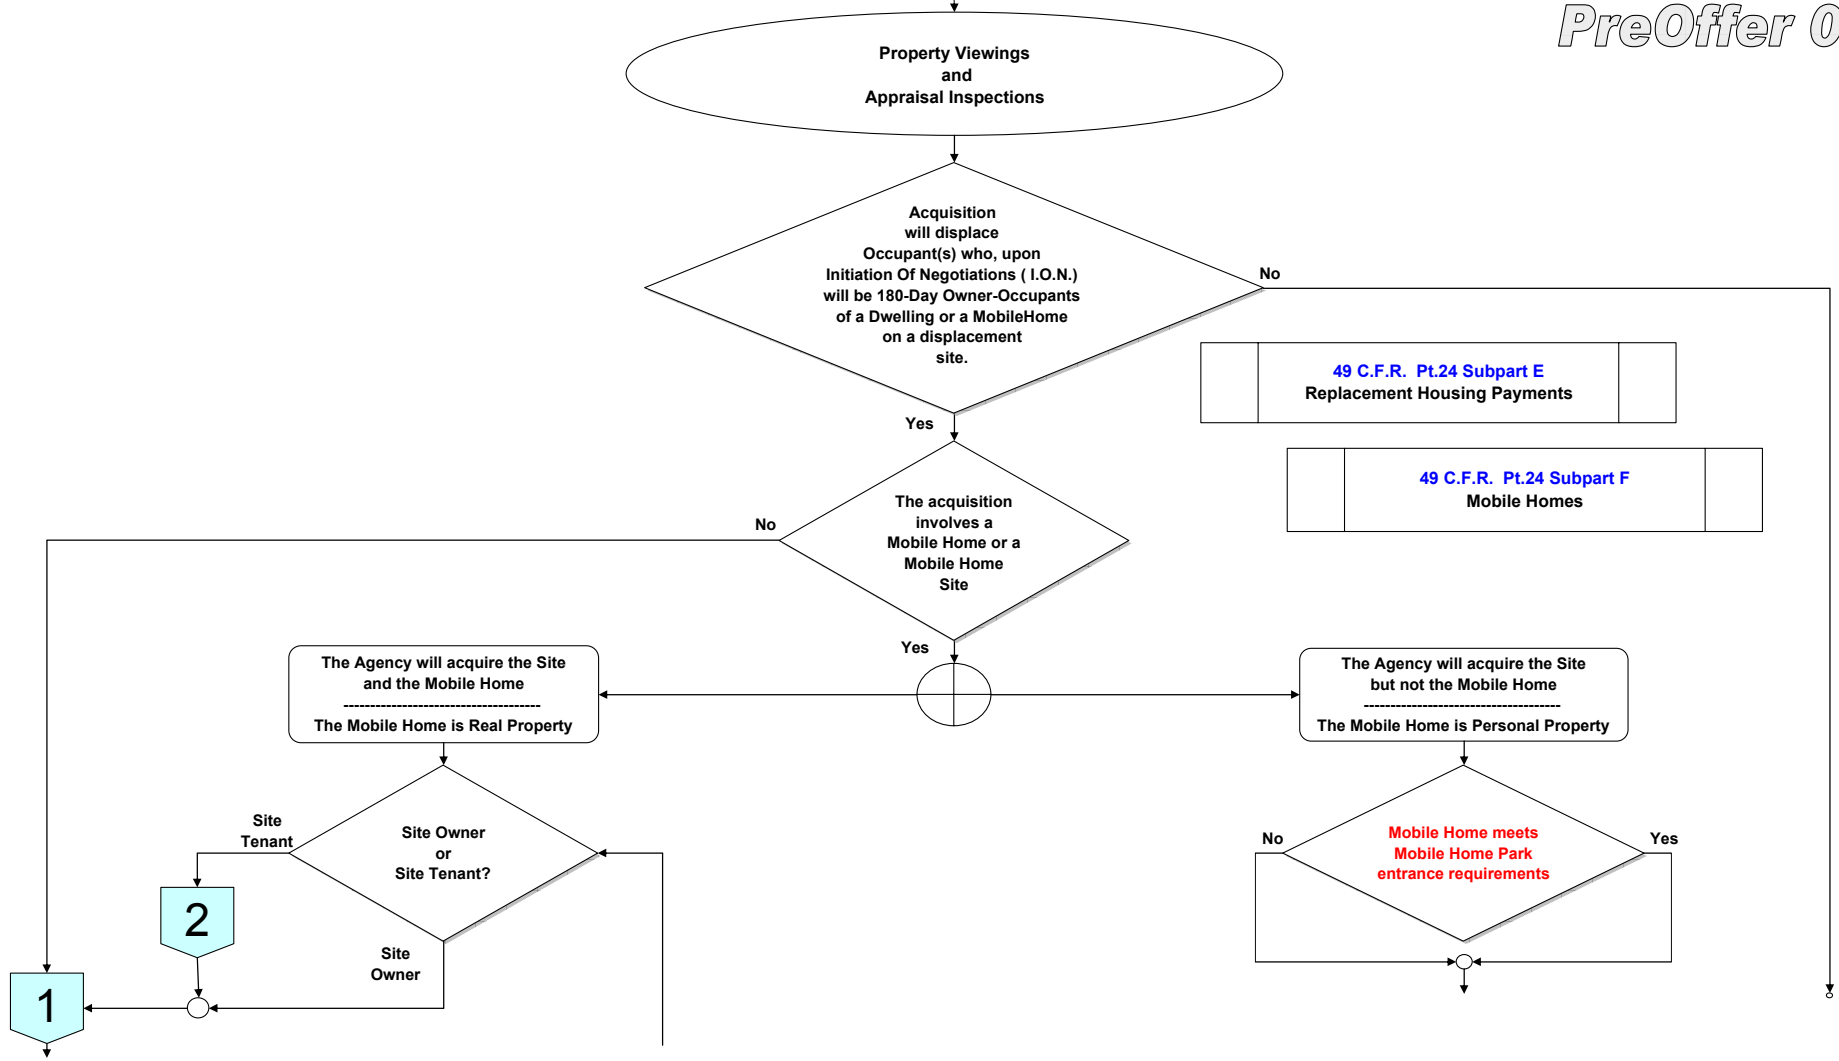 PreOffer 0
Property Viewings
and
Appraisal Inspections
Acquisition
will displace
Occupant(s) who, upon
Initiation Of Negotiations ( I.O.N.)
will be 180-Day Owner-Occupants
of a Dwelling or a MobileHome
on a displacement
site.
No
49 C.F.R. Pt.24 Subpart E
Replacement Housing Payments
Yes
49 C.F.R. Pt.24 Subpart F
Mobile Homes
The acquisition
involves a
Mobile Home or a
Mobile Home
Site
No
Yes
The Agency will acquire the Site
and the Mobile Home
-------------------------------------
The Mobile Home is Real Property
The Agency will acquire the Site
but not the Mobile Home
-------------------------------------
The Mobile Home is Personal Property
Site
Tenant
Site Owner
or
Site Tenant?
No
Mobile Home meets
Mobile Home Park
entrance requirements
Yes
2
Site
Owner
1